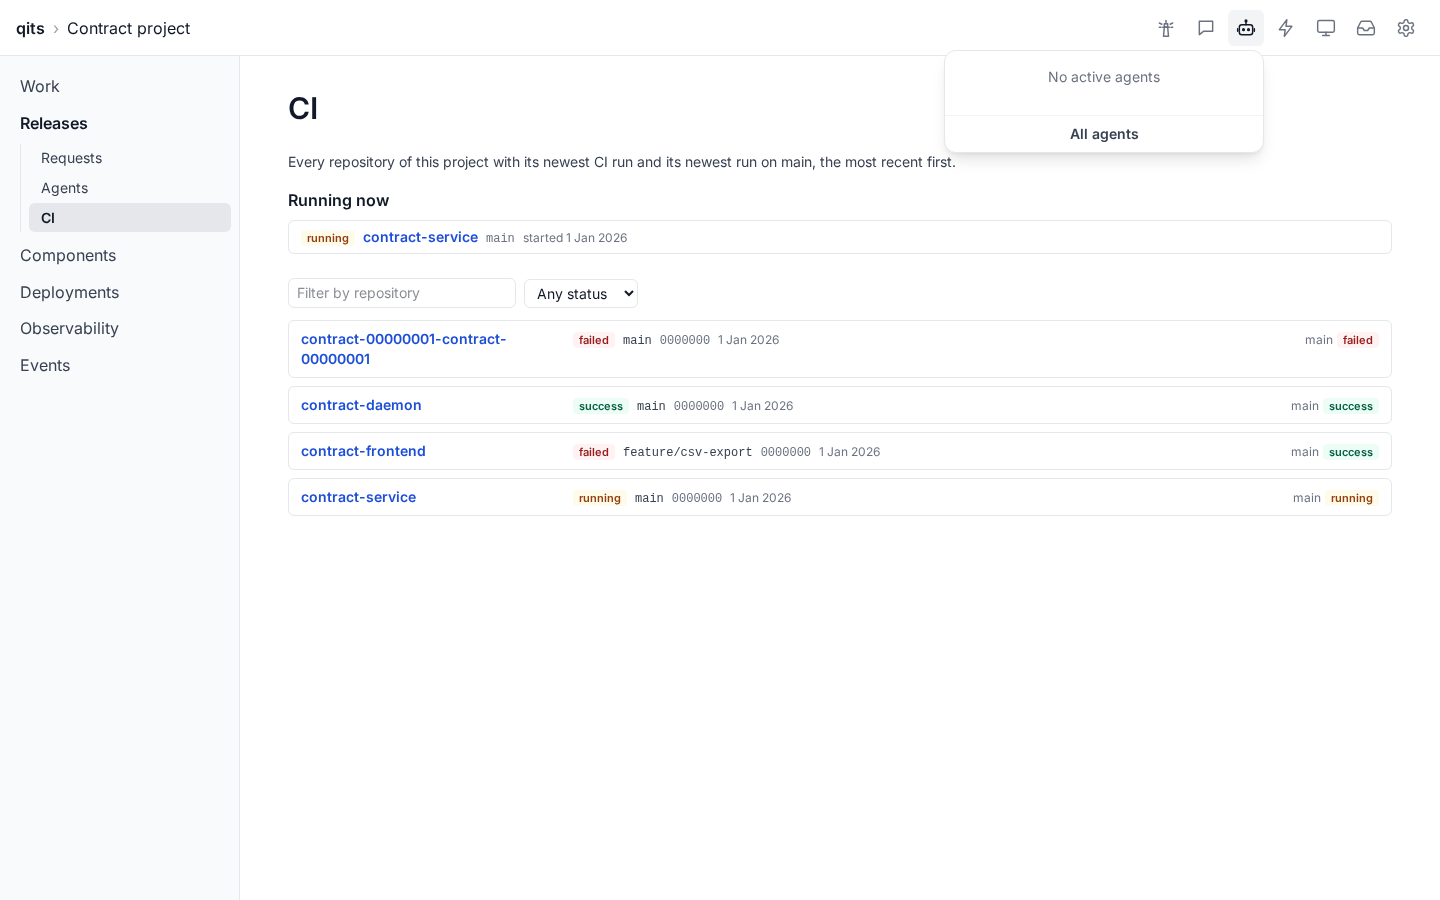 qits › Contract project
No active agents
All agents
Work
Releases
Requests
Agents
CI
Components
Deployments
Observability
Events
CI
Every repository of this project with its newest CI run and its newest run on main, the most recent first.
Running now
running contract-service main started 1 Jan 2026
Filter by repository Any status
contract-00000001-contract-
00000001 failed main 0000000 1 Jan 2026 main failed
contract-daemon success main 0000000 1 Jan 2026 main success
contract-frontend failed feature/csv-export 0000000 1 Jan 2026 main success
contract-service running main 0000000 1 Jan 2026 main running